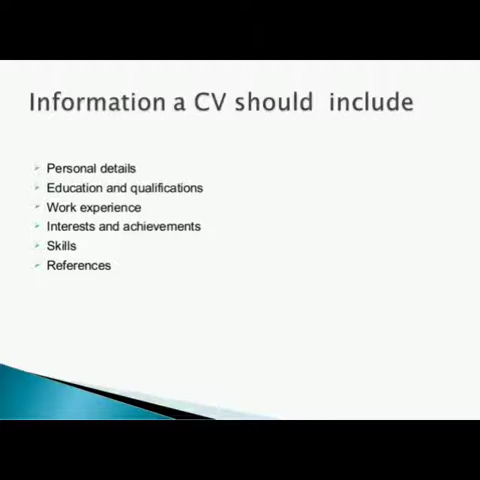 Information a CV should include
Personal details
Education and qualifications
Work experience
Interests and achievements
Skills
References